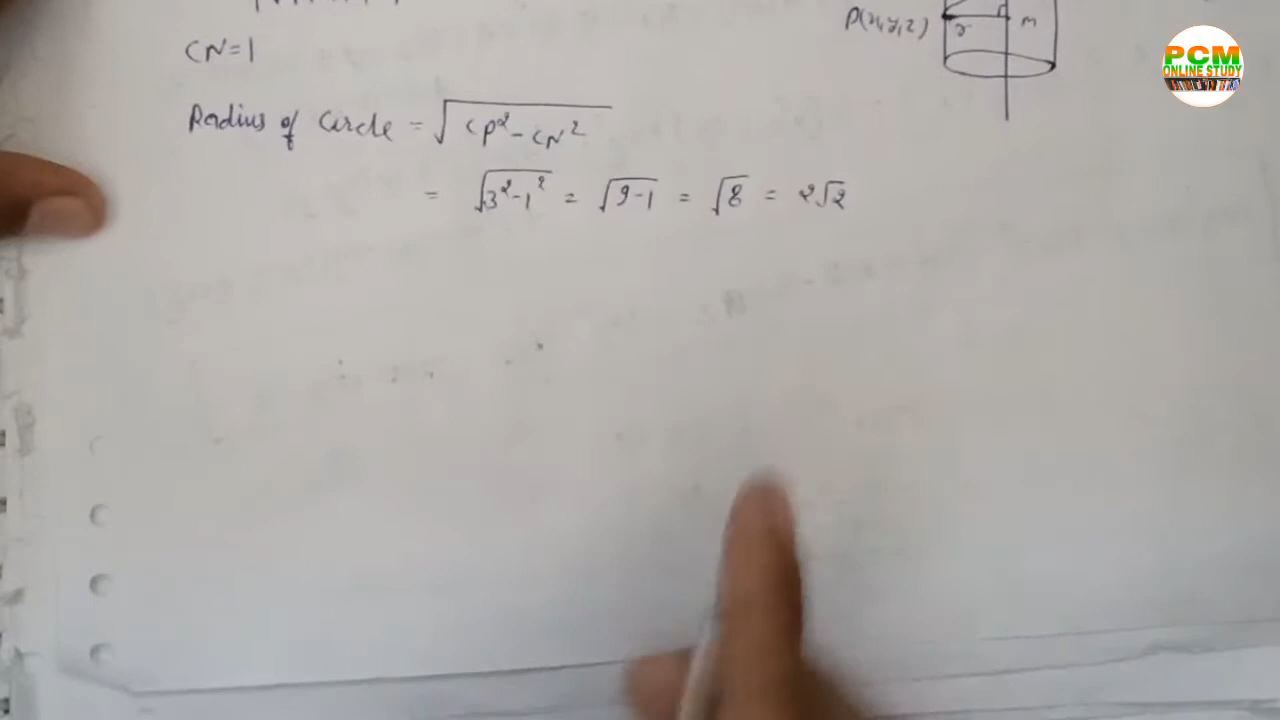 P(x,y,z)
r
m
PCM
ONLINE STUDY
CN=1
Radius of Circle = √CP²-CN²
= √3²-1² = √9-1 = √8 = 2√2